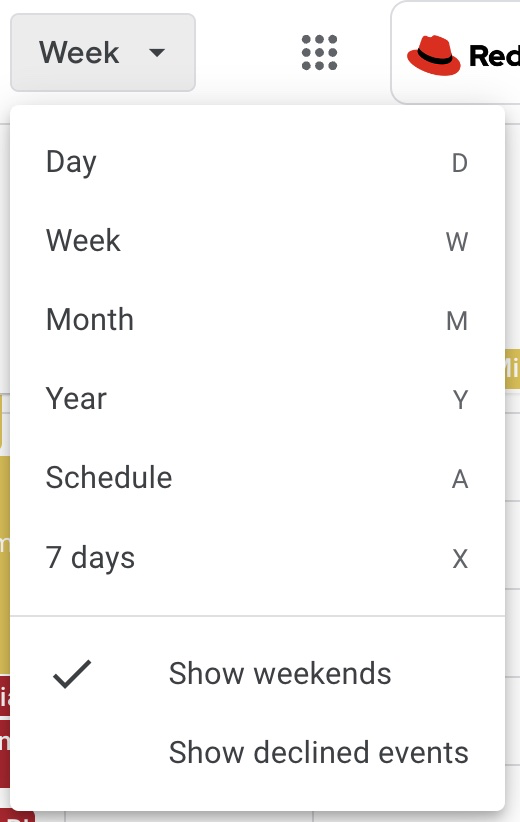 Week
Red
Day D
Week W
Month M
Year Y
Schedule A
7 days X
Show weekends
Show declined events